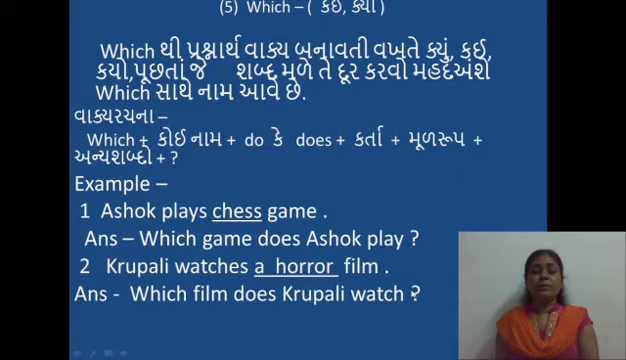 (5) Which – ( કઇ, ક્યો )
Which થી પ્રશ્નાર્થ વાક્ય બનાવતી વખતે ક્યું, કઈ,
કયો,પૂછતાં જે શબ્દ મળે તે દૂર કરવો મહદઅંશે
Which સાથે નામ આવે છે.
વાક્યરચના –
Which + કોઈ નામ + do કે does + કર્તા + મૂળરૂપ +
અન્યશબ્દો + ?
Example –
1 Ashok plays chess game .
Ans – Which game does Ashok play ?
2 Krupali watches a horror film .
Ans - Which film does Krupali watch ?